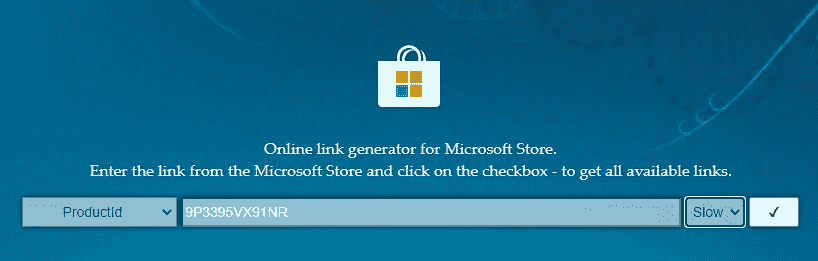 Online link generator for Microsoft Store.
Enter the link from the Microsoft Store and click on the checkbox - to get all available links.
ProductId 9P3395VX91NR Slow ✓